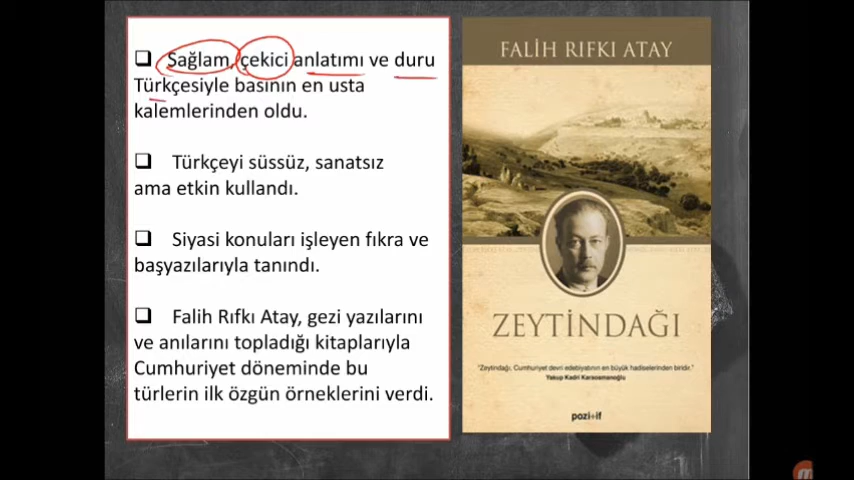 ❑ Sağlam, çekici anlatımı ve duru
Türkçesiyle basının en usta
kalemlerinden oldu.
❑ Türkçeyi süssüz, sanatsız
ama etkin kullandı.
❑ Siyasi konuları işleyen fıkra ve
başyazılarıyla tanındı.
❑ Falih Rıfkı Atay, gezi yazılarını
ve anılarını topladığı kitaplarıyla
Cumhuriyet döneminde bu
türlerin ilk özgün örneklerini verdi.
FALİH RIFKI ATAY
ZEYTİNDAĞI
"Zeytindağı, Cumhuriyet devri edebiyatının en büyük hadiselerinden biridir."
Yakup Kadri Karaosmanoğlu
pozi+if